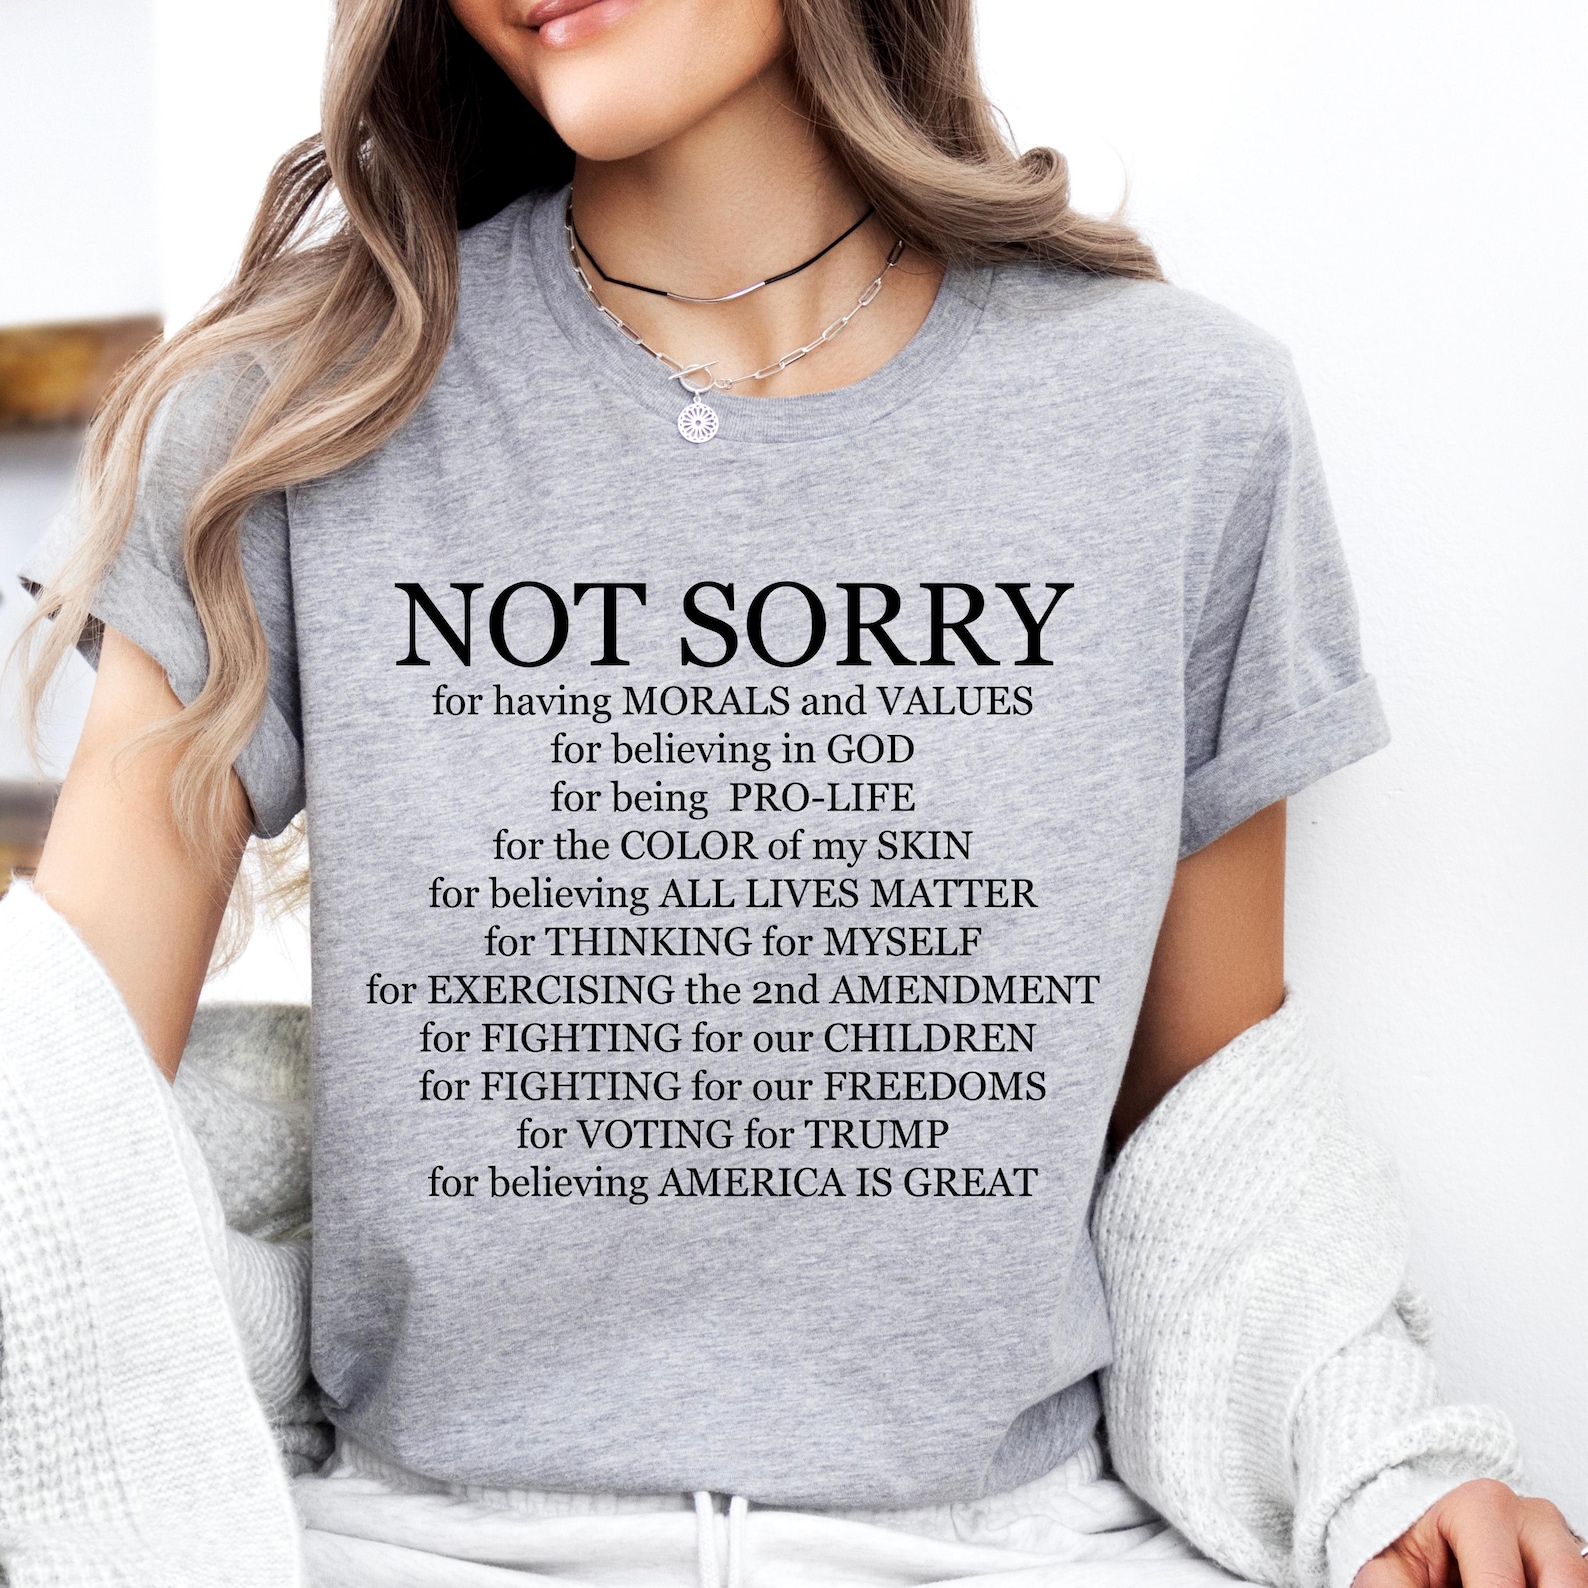 NOT SORRY
for having MORALS and VALUES
for believing in GOD
for being PRO-LIFE
for the COLOR of my SKIN
for believing ALL LIVES MATTER
for THINKING for MYSELF
for EXERCISING the 2nd AMENDMENT
for FIGHTING for our CHILDREN
for FIGHTING for our FREEDOMS
for VOTING for TRUMP
for believing AMERICA IS GREAT